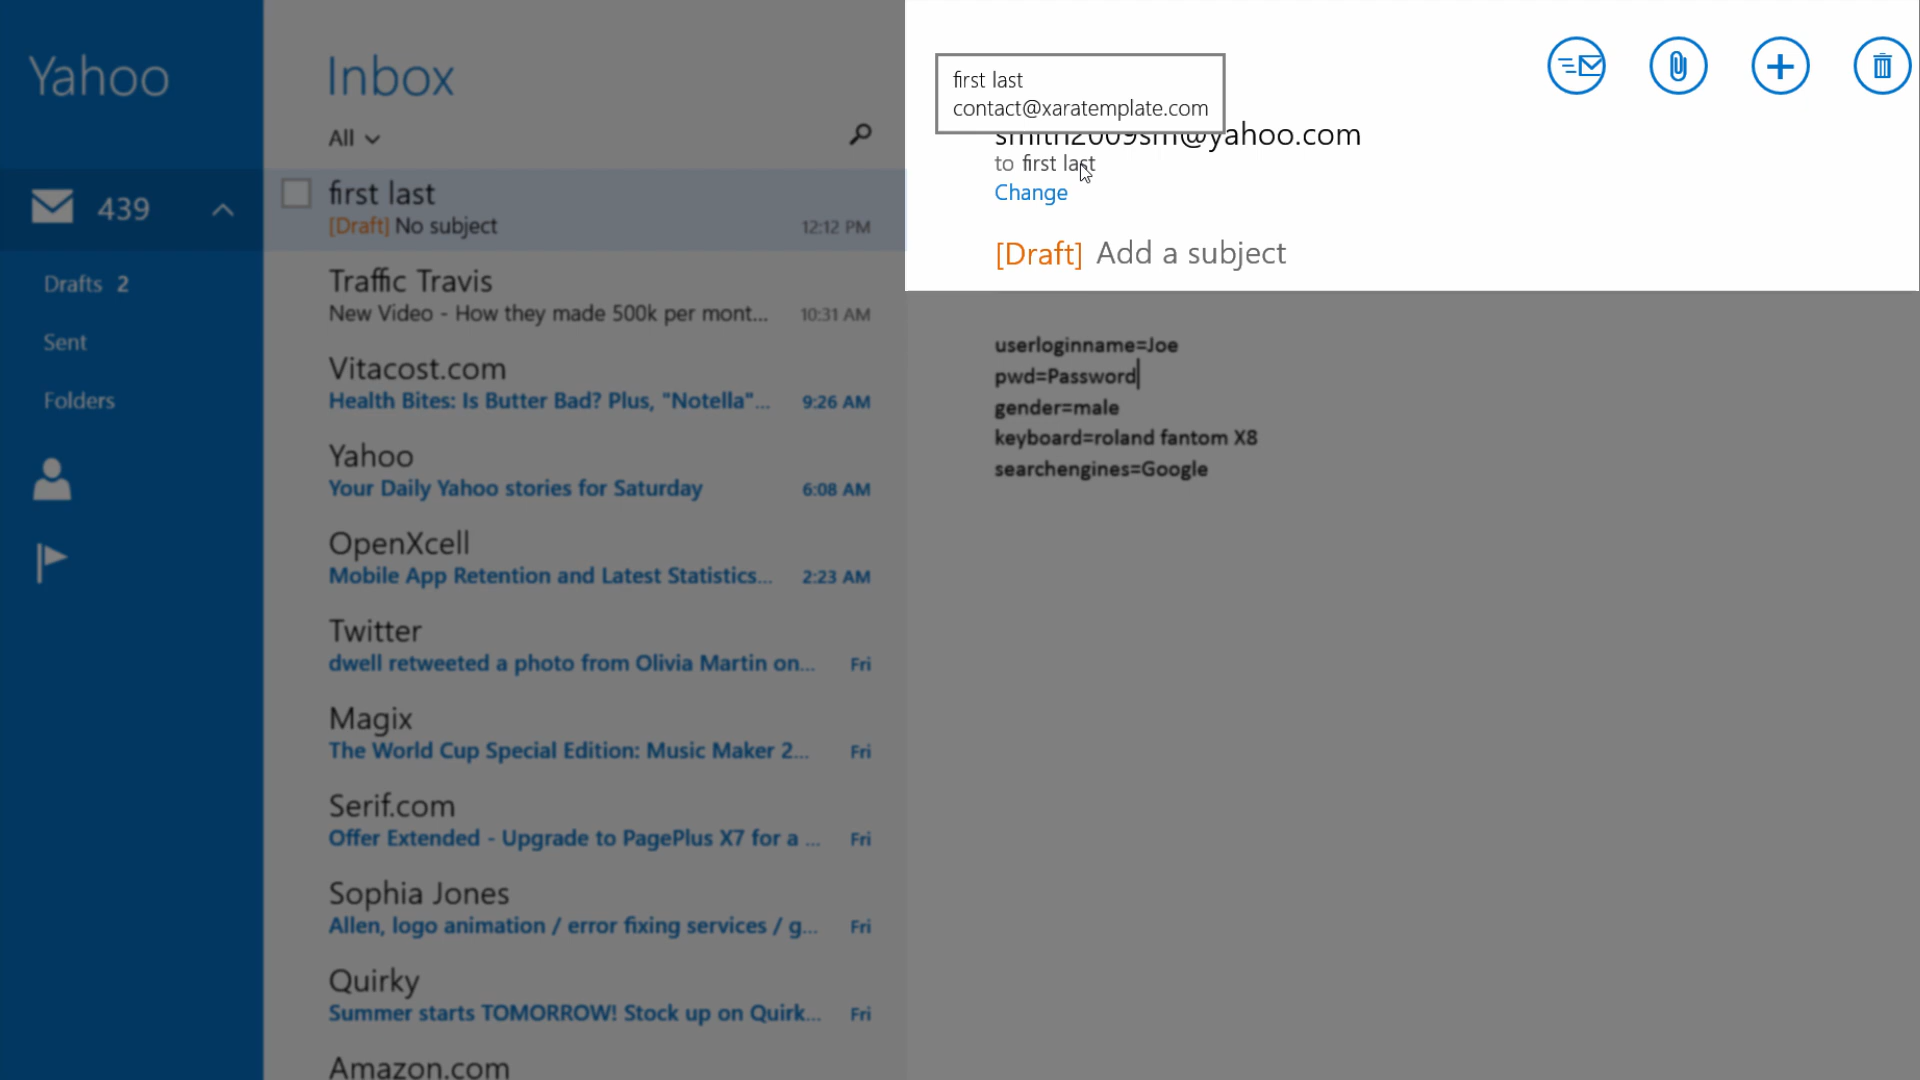 Yahoo
439
Drafts 2
Sent
Folders
Inbox
All
first last
[Draft] No subject
12:12 PM
Traffic Travis
New Video - How they made 500k per mont...
10:31 AM
Vitacost.com
Health Bites: Is Butter Bad? Plus, "Notella"...
9:26 AM
Yahoo
Your Daily Yahoo stories for Saturday
6:08 AM
OpenXcell
Mobile App Retention and Latest Statistics...
2:23 AM
Twitter
dwell retweeted a photo from Olivia Martin on...
Fri
Magix
The World Cup Special Edition: Music Maker 2...
Fri
Serif.com
Offer Extended - Upgrade to PagePlus X7 for a ...
Fri
Sophia Jones
Allen, logo animation / error fixing services / g...
Fri
Quirky
Summer starts TOMORROW! Stock up on Quirk...
Fri
Amazon.com
first last
contact@xaratemplate.com
smith2009sm@yahoo.com
to first last
Change
[Draft] Add a subject
userloginname=Joe
pwd=Password
gender=male
keyboard=roland fantom X8
searchengines=Google